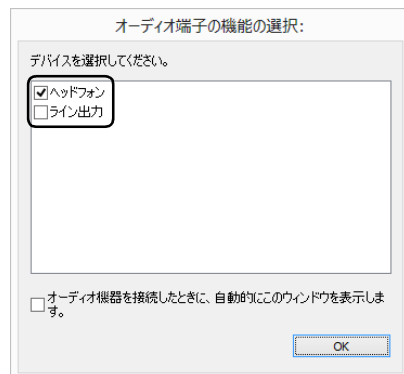 オーディオ端子の機能の選択:
デバイスを選択してください。
ヘッドフォン
ライン出力
オーディオ機器を接続したときに、自動的にこのウィンドウを表示しま
す。
OK